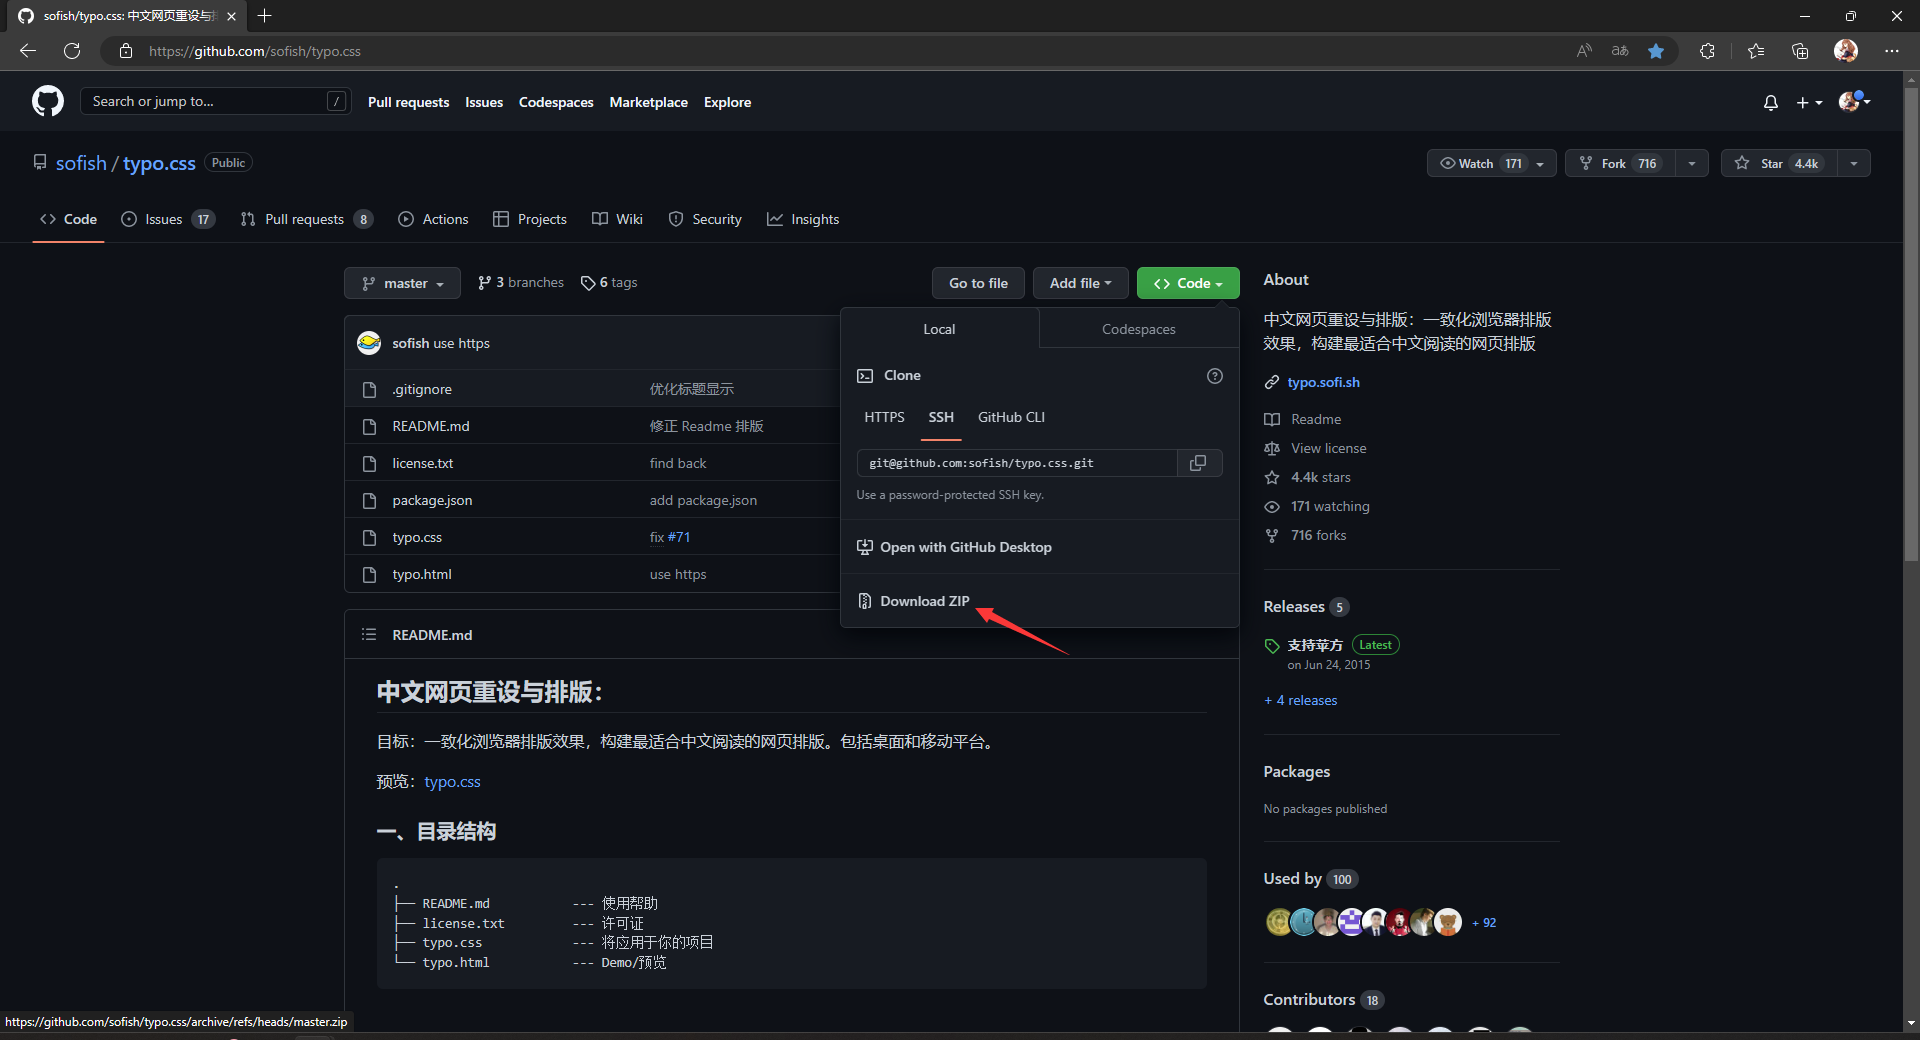 sofish/typo.css: 中文网页重设与排
https://github.com/sofish/typo.css
Search or jump to... /
Pull requests Issues Codespaces Marketplace Explore
sofish / typo.css Public
Watch 171
Fork 716
Star 4.4k
Code
Issues 17
Pull requests 8
Actions
Projects
Wiki
Security
Insights
master
3 branches
6 tags
Go to file
Add file
Code
sofish use https
.gitignore 优化标题显示
README.md 修正 Readme 排版
license.txt find back
package.json add package.json
typo.css fix #71
typo.html use https
Local Codespaces
Clone
HTTPS SSH GitHub CLI
git@github.com:sofish/typo.css.git
Use a password-protected SSH key.
Open with GitHub Desktop
Download ZIP
README.md
中文网页重设与排版：
目标：一致化浏览器排版效果，构建最适合中文阅读的网页排版。包括桌面和移动平台。
预览：typo.css
一、目录结构
.
├── README.md --- 使用帮助
├── license.txt --- 许可证
├── typo.css --- 将应用于你的项目
└── typo.html --- Demo/预览
About
中文网页重设与排版：一致化浏览器排版
效果，构建最适合中文阅读的网页排版
typo.sofi.sh
Readme
View license
4.4k stars
171 watching
716 forks
Releases 5
支持苹方 Latest
on Jun 24, 2015
+ 4 releases
Packages
No packages published
Used by 100
+ 92
Contributors 18
https://github.com/sofish/typo.css/archive/refs/heads/master.zip